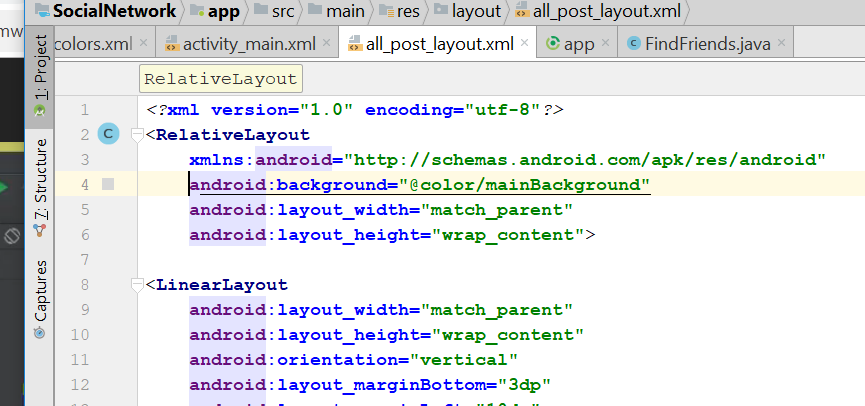 SocialNetwork app src main res layout all_post_layout.xml
colors.xml activity_main.xml all_post_layout.xml app FindFriends.java
1: Project
7: Structure
Captures
RelativeLayout
1 <?xml version="1.0" encoding="utf-8"?>
2 C <RelativeLayout
3 xmlns:android="http://schemas.android.com/apk/res/android"
4 android:background="@color/mainBackground"
5 android:layout_width="match_parent"
6 android:layout_height="wrap_content">
7
8 <LinearLayout
9 android:layout_width="match_parent"
10 android:layout_height="wrap_content"
11 android:orientation="vertical"
12 android:layout_marginBottom="3dp"